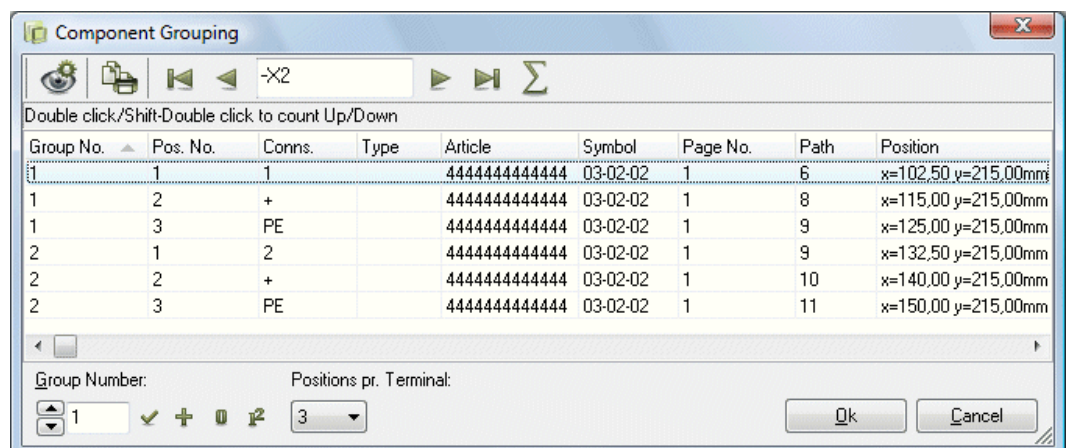 Component Grouping
-X2
Double click/Shift-Double click to count Up/Down
Group No. Pos. No. Conns. Type Article Symbol Page No. Path Position
1 1 1 4444444444444 03-02-02 1 6 x=102,50 y=215,00mm
1 2 + 4444444444444 03-02-02 1 8 x=115,00 y=215,00mm
1 3 PE 4444444444444 03-02-02 1 9 x=125,00 y=215,00mm
2 1 2 4444444444444 03-02-02 1 9 x=132,50 y=215,00mm
2 2 + 4444444444444 03-02-02 1 10 x=140,00 y=215,00mm
2 3 PE 4444444444444 03-02-02 1 11 x=150,00 y=215,00mm
Group Number: Positions pr. Terminal:
1 3 Ok Cancel